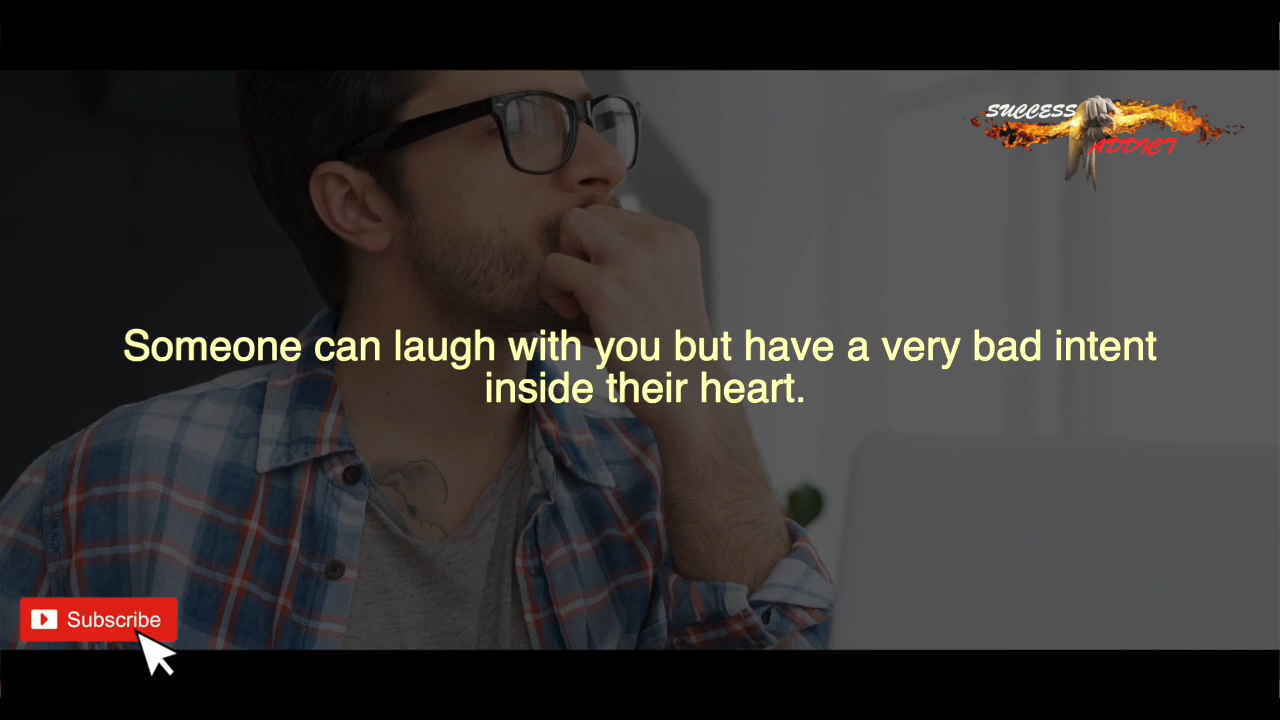 SUCCESS
ADDICT
Someone can laugh with you but have a very bad intent
inside their heart.
Subscribe